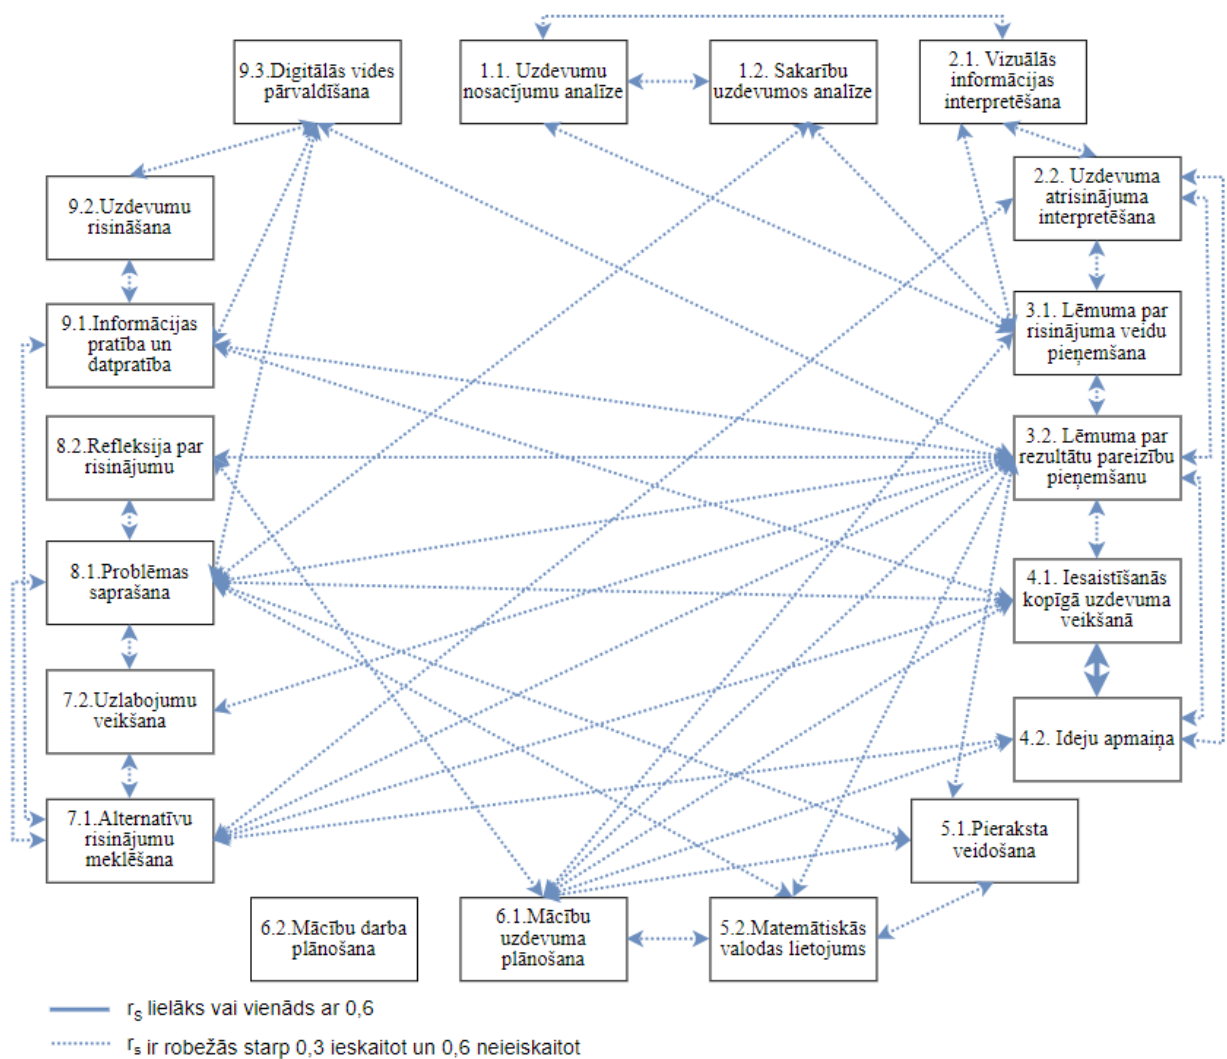 9.3.Digitālās vides
pārvaldīšana
1.1. Uzdevumu
nosacījumu analīze
1.2. Sakarību
uzdevumos analīze
2.1. Vizuālās
informācijas
interpretēšana
9.2.Uzdevumu
risināšana
2.2. Uzdevuma
atrisinājuma
interpretēšana
9.1.Informācijas
pratība un
datpratība
3.1. Lēmuma par
risinājuma veidu
pieņemšana
8.2.Refleksija par
risinājumu
3.2. Lēmuma par
rezultātu pareizību
pieņemšanu
8.1.Problēmas
saprašana
4.1. Iesaistīšanās
kopīgā uzdevuma
veikšanā
7.2.Uzlabojumu
veikšana
4.2. Ideju apmaiņa
7.1.Alternatīvu
risinājumu
meklēšana
5.1.Pieraksta
veidošana
6.2.Mācību darba
plānošana
6.1.Mācību
uzdevuma
plānošana
5.2.Matemātiskās
valodas lietojums
rₛ lielāks vai vienāds ar 0,6
rₛ ir robežās starp 0,3 ieskaitot un 0,6 neieiskaitot